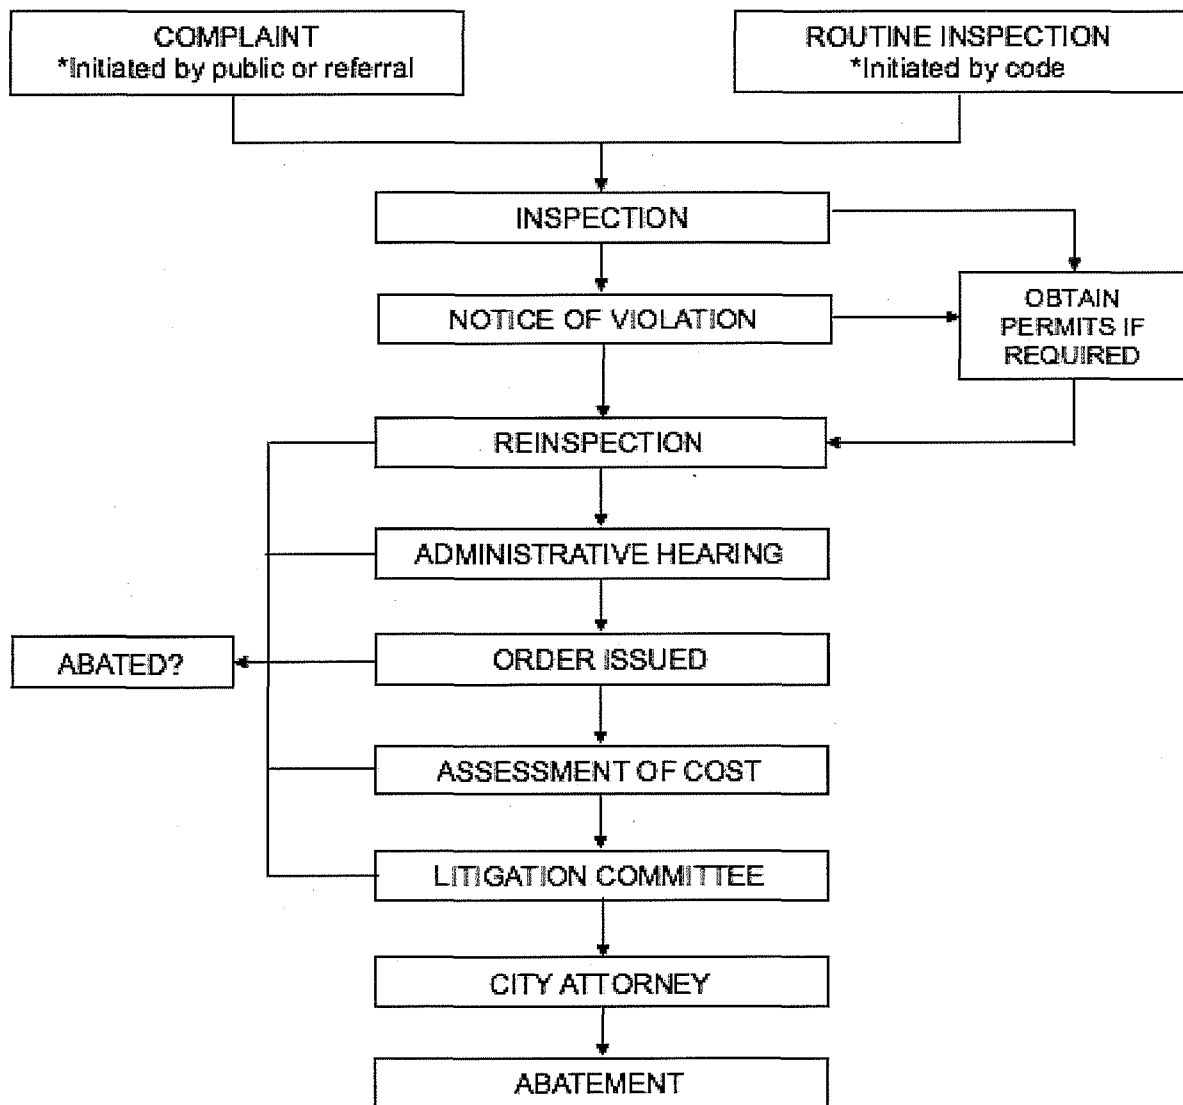 COMPLAINT
*Initiated by public or referral
ROUTINE INSPECTION
*Initiated by code
INSPECTION
NOTICE OF VIOLATION
OBTAIN
PERMITS IF
REQUIRED
REINSPECTION
ADMINISTRATIVE HEARING
ABATED?
ORDER ISSUED
ASSESSMENT OF COST
LITIGATION COMMITTEE
CITY ATTORNEY
ABATEMENT